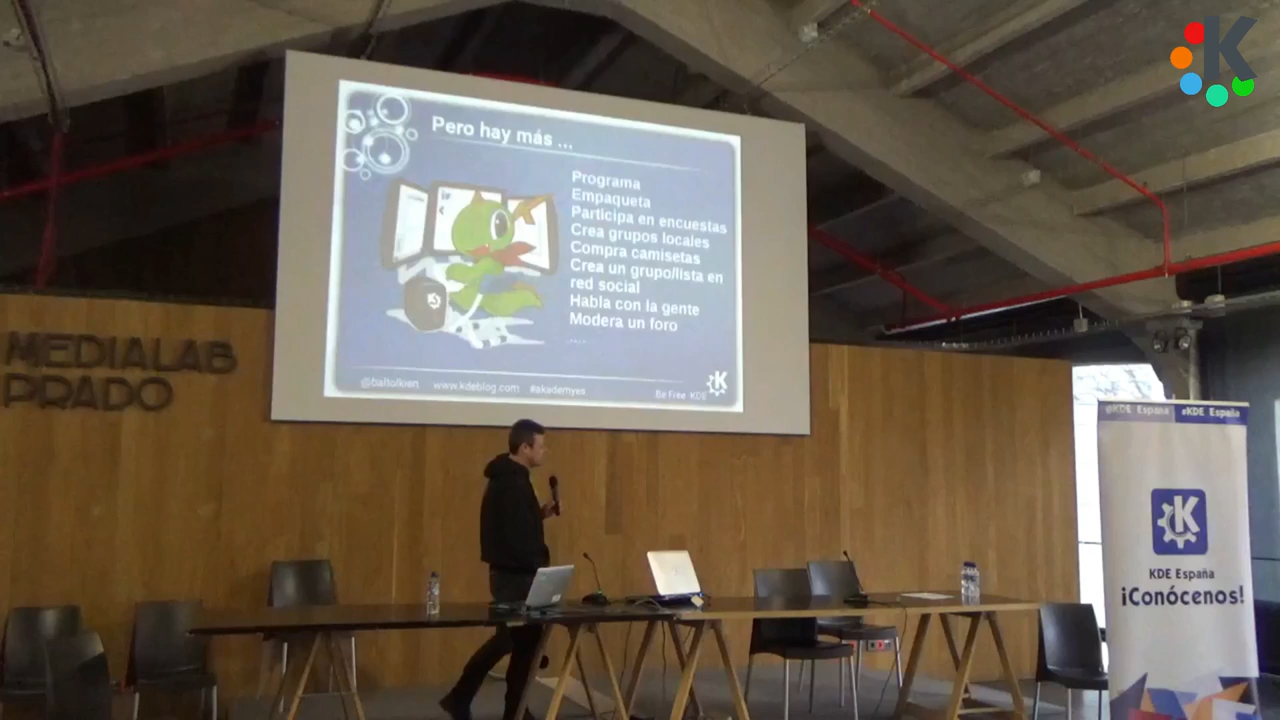 Pero hay más ...
Programa
Empaqueta
Participa en encuestas
Crea grupos locales
Compra camisetas
Crea un grupo/lista en
red social
Habla con la gente
Modera un foro
.....
@baltolkien www.kdeblog.com #akademyes
Be Free KDE
MEDIALAB
PRADO
@KDE España #KDE España
KDE España
¡Conócenos!